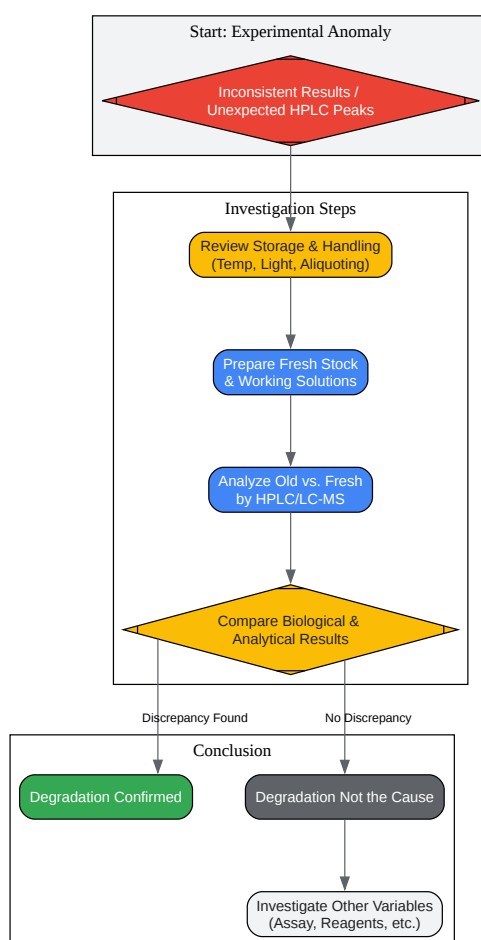 Start: Experimental Anomaly
Inconsistent Results /
Unexpected HPLC Peaks
Investigation Steps
Review Storage & Handling
(Temp, Light, Aliquoting)
Prepare Fresh Stock
& Working Solutions
Analyze Old vs. Fresh
by HPLC/LC-MS
Compare Biological &
Analytical Results
Discrepancy Found
No Discrepancy
Conclusion
Degradation Confirmed
Degradation Not the Cause
Investigate Other Variables
(Assay, Reagents, etc.)